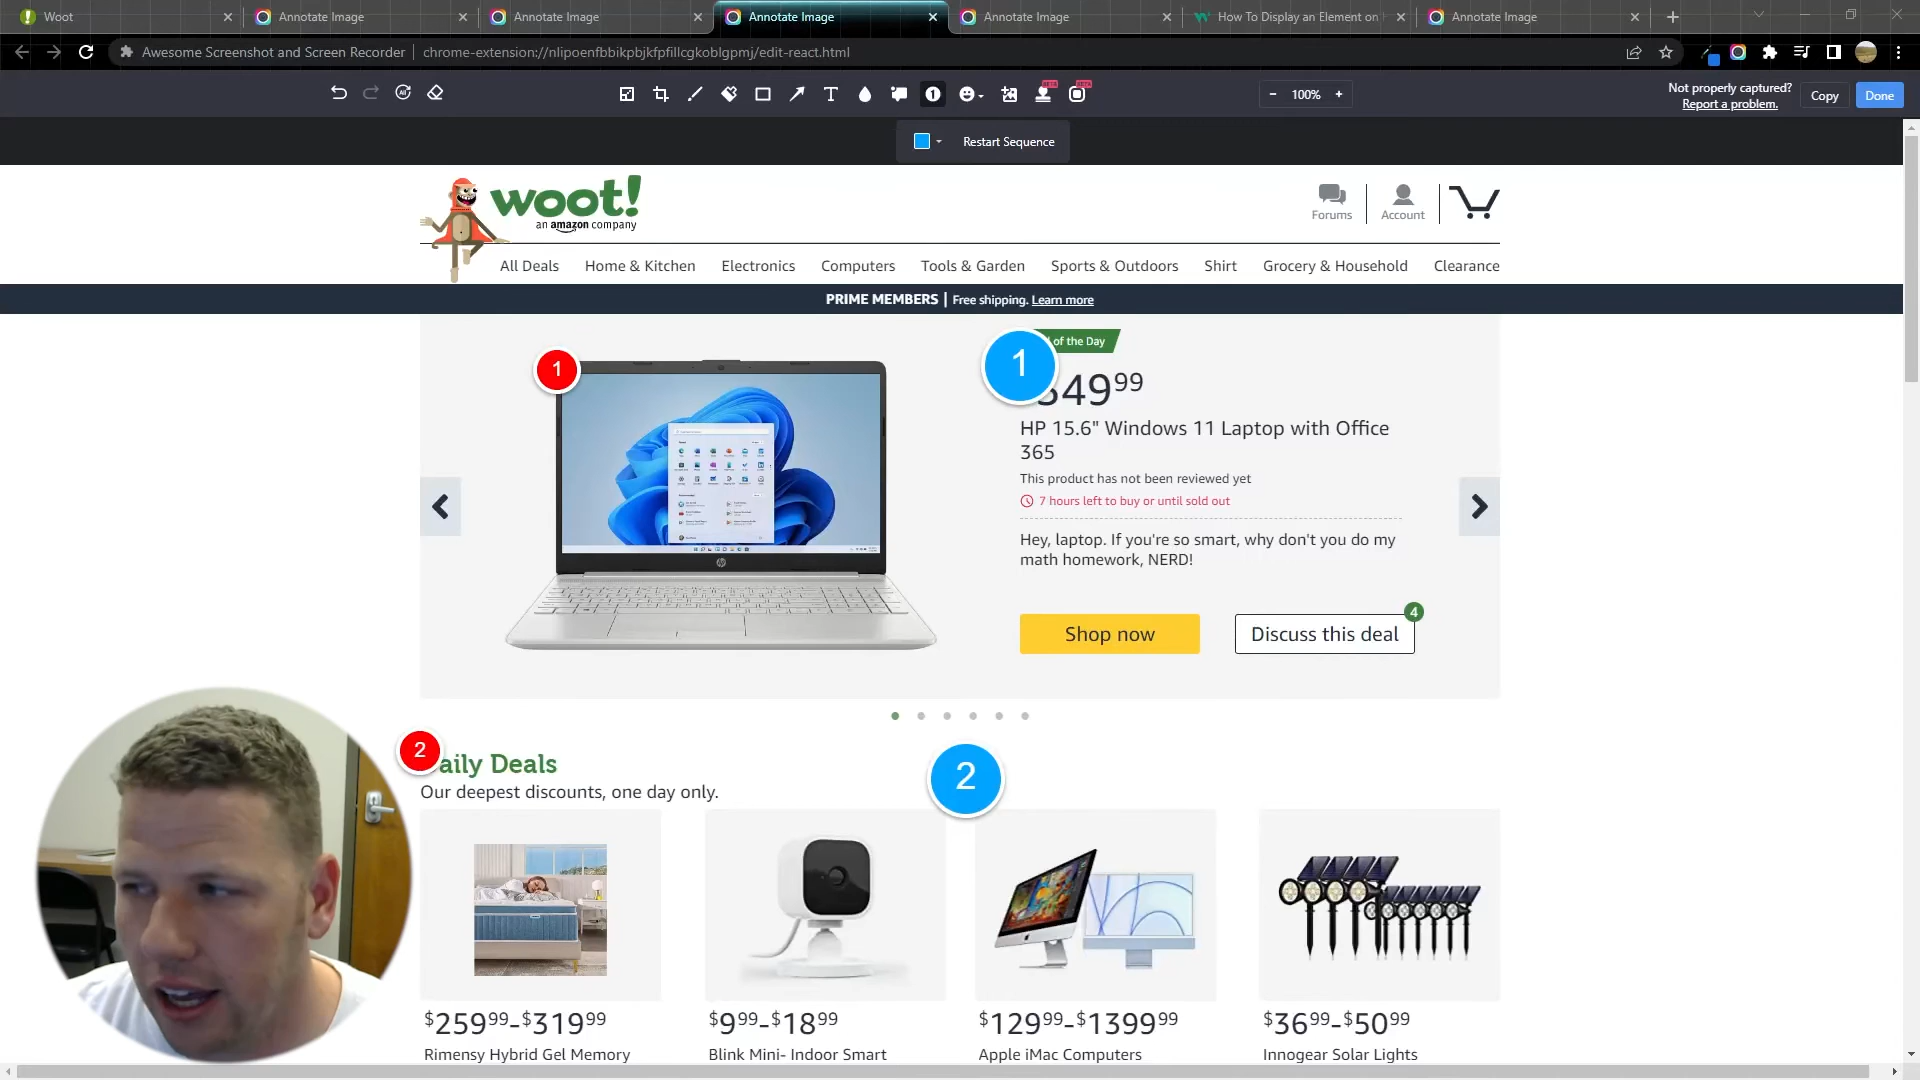 Woot
Annotate Image
Annotate Image
Annotate Image
Annotate Image
How To Display an Element on
Annotate Image
Awesome Screenshot and Screen Recorder
chrome-extension://nlipoenfbbikpbjkfpfillcgkoblgpmj/edit-react.html
100%
Not properly captured?
Report a problem.
Copy
Done
Restart Sequence
woot!
an amazon company
Forums
Account
All Deals
Home & Kitchen
Electronics
Computers
Tools & Garden
Sports & Outdoors
Shirt
Grocery & Household
Clearance
PRIME MEMBERS | Free shipping. Learn more
1
1
of the Day
49 99
HP 15.6" Windows 11 Laptop with Office
365
This product has not been reviewed yet
7 hours left to buy or until sold out
Hey, laptop. If you're so smart, why don't you do my
math homework, NERD!
Shop now
Discuss this deal
4
2
aily Deals
2
Our deepest discounts, one day only.
$259 99-$319 99
Rimensy Hybrid Gel Memory
$9 99-$18 99
Blink Mini- Indoor Smart
$129 99-$1399 99
Apple iMac Computers
$36 99-$50 99
Innogear Solar Lights